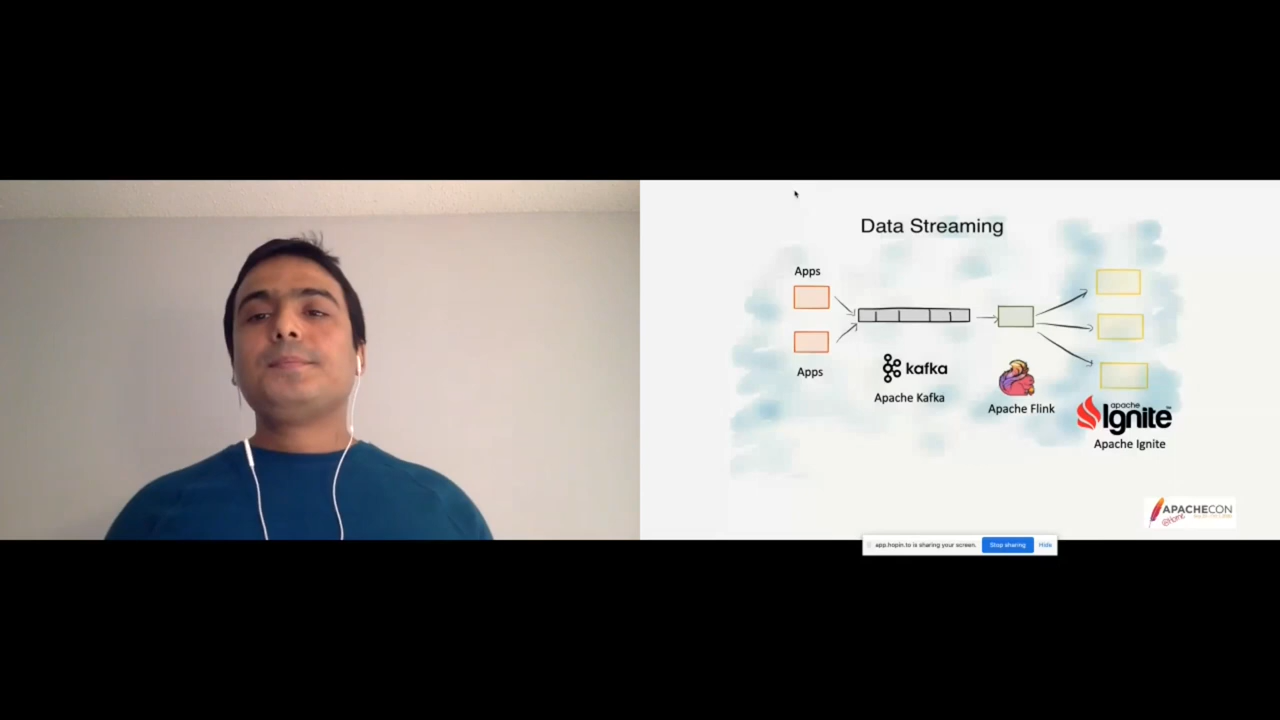 Data Streaming
Apps
Apps
kafka
Apache Kafka
Apache Flink
apache
Ignite
Apache Ignite
APACHECON
@Home
app.hopin.to is sharing your screen. Stop sharing Hide